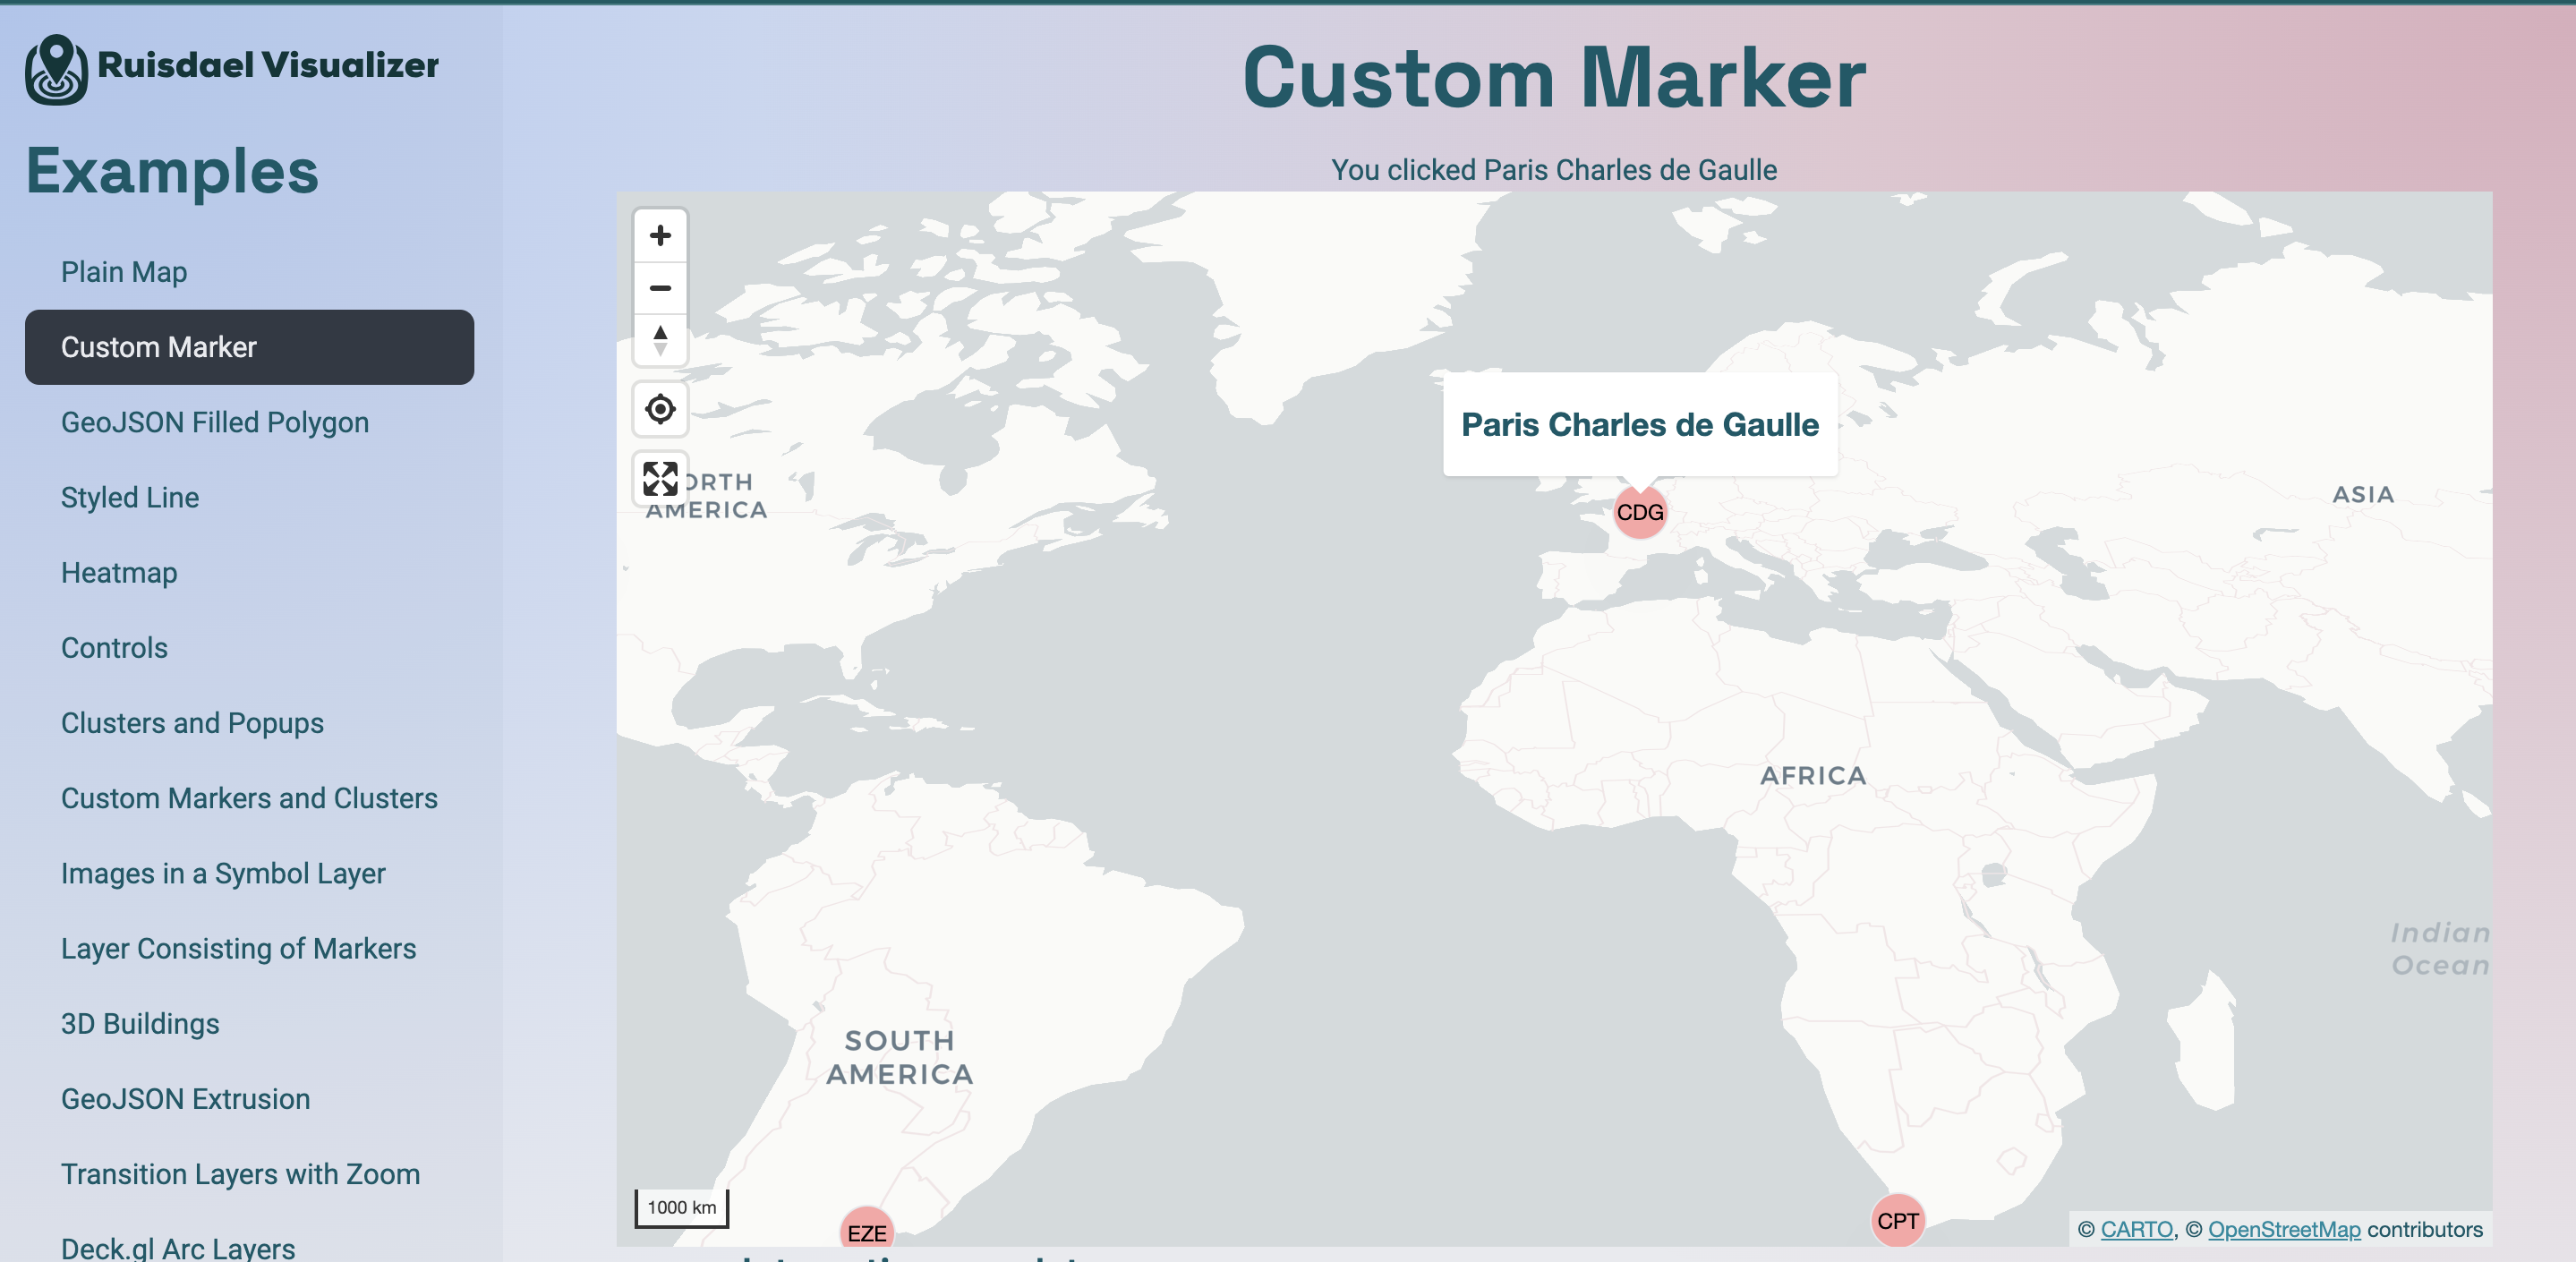 Ruisdael Visualizer
Examples
Plain Map
Custom Marker
GeoJSON Filled Polygon
Styled Line
Heatmap
Controls
Clusters and Popups
Custom Markers and Clusters
Images in a Symbol Layer
Layer Consisting of Markers
3D Buildings
GeoJSON Extrusion
Transition Layers with Zoom
Deck.gl Arc Layers
Custom Marker
You clicked Paris Charles de Gaulle
Paris Charles de Gaulle
CDG
ORTH
AMERICA
ASIA
AFRICA
Indian
Ocean
SOUTH
AMERICA
1000 km
EZE
CPT
© CARTO, © OpenStreetMap contributors